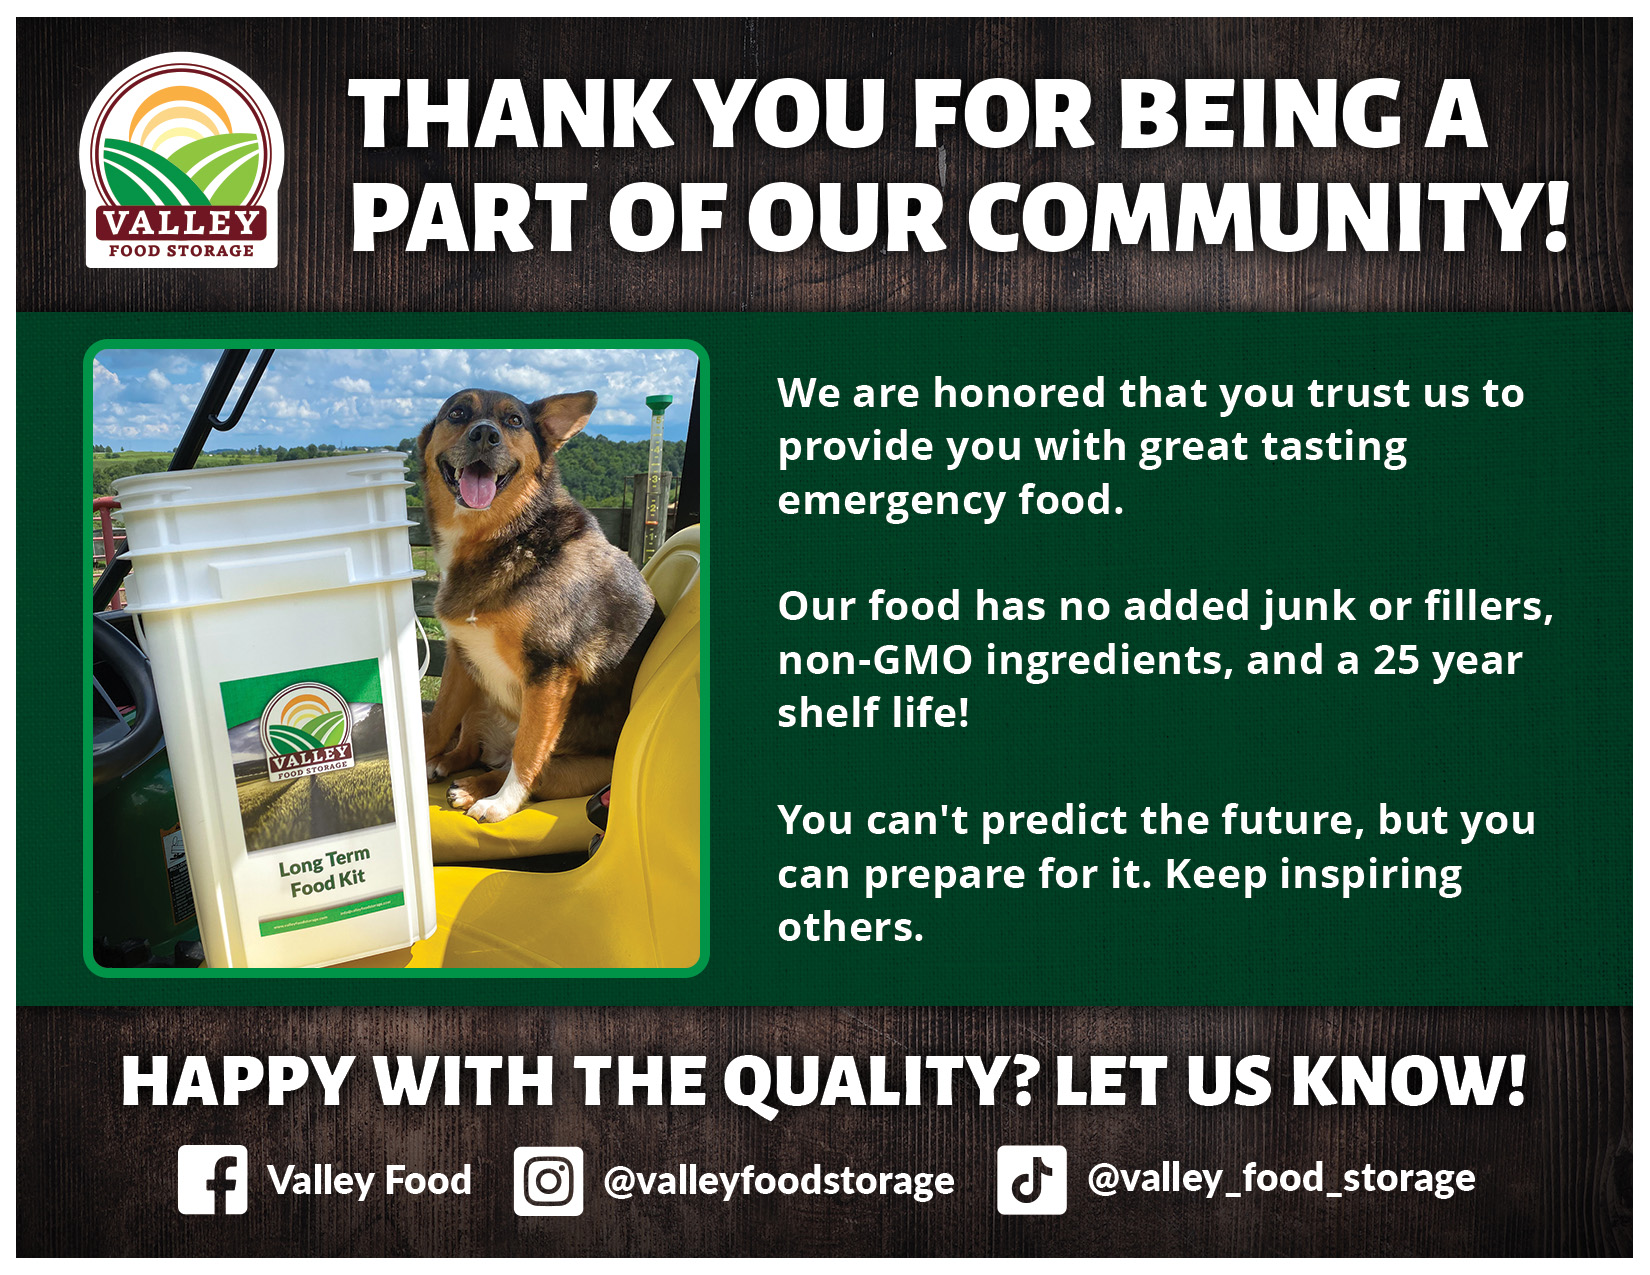 THANK YOU FOR BEING A
PART OF OUR COMMUNITY!
VALLEY
FOOD STORAGE
We are honored that you trust us to
provide you with great tasting
emergency food.
Our food has no added junk or fillers,
non-GMO ingredients, and a 25 year
shelf life!
You can't predict the future, but you
can prepare for it. Keep inspiring
others.
VALLEY
FOOD STORAGE
Long Term
Food Kit
HAPPY WITH THE QUALITY? LET US KNOW!
Valley Food
@valleyfoodstorage
@valley_food_storage